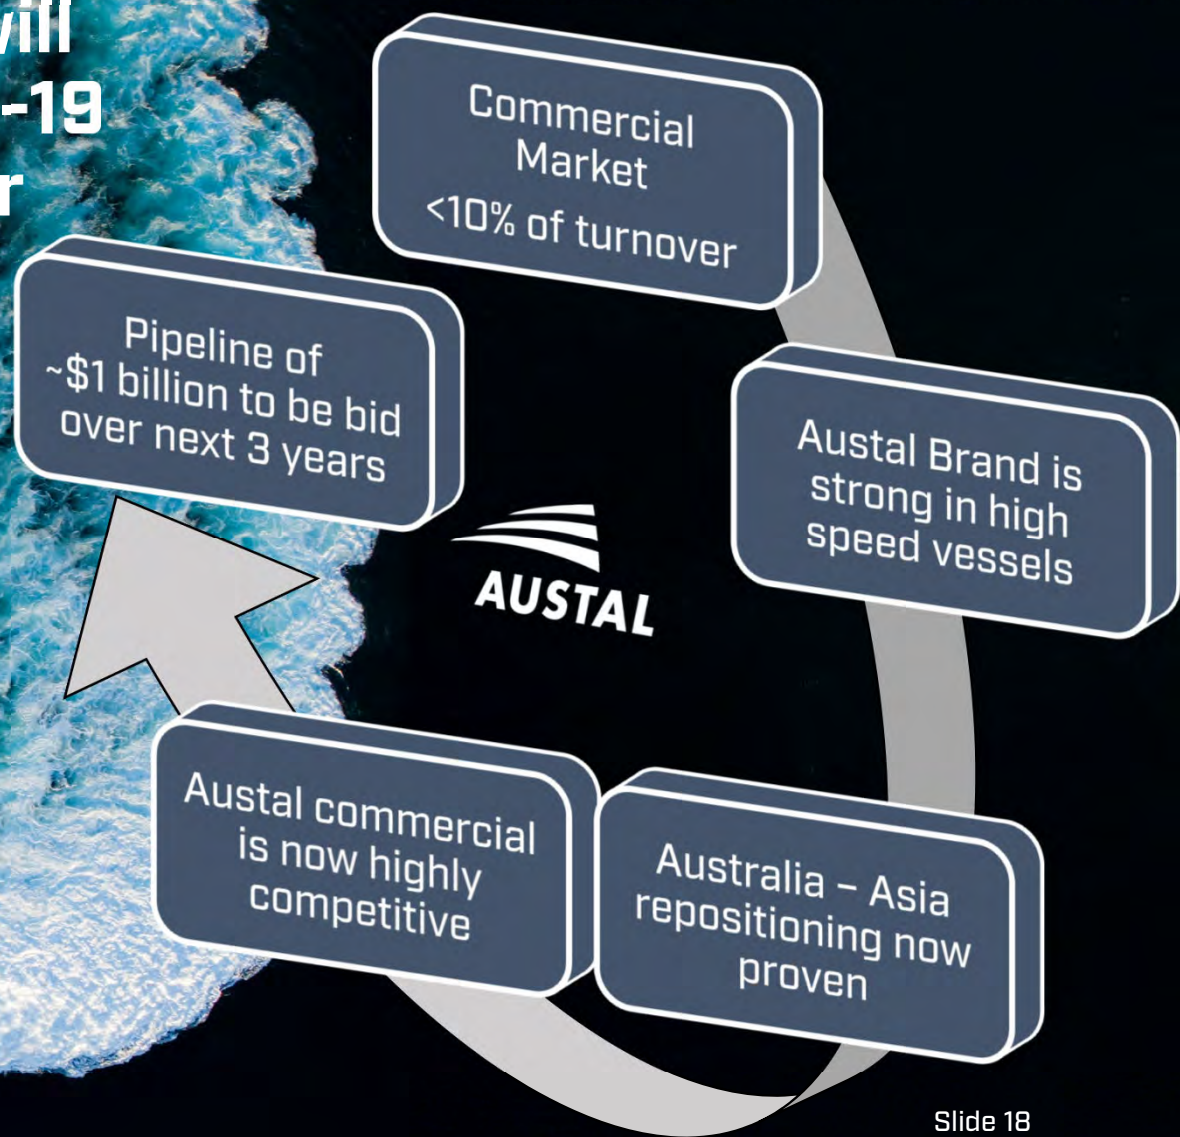 -19
Commercial
Market
<10% of turnover
Austal Brand is
strong in high
speed vessels
Australia – Asia
repositioning now
proven
Austal commercial
is now highly
competitive
Pipeline of
~$1 billion to be bid
over next 3 years
AUSTAL
Slide 18